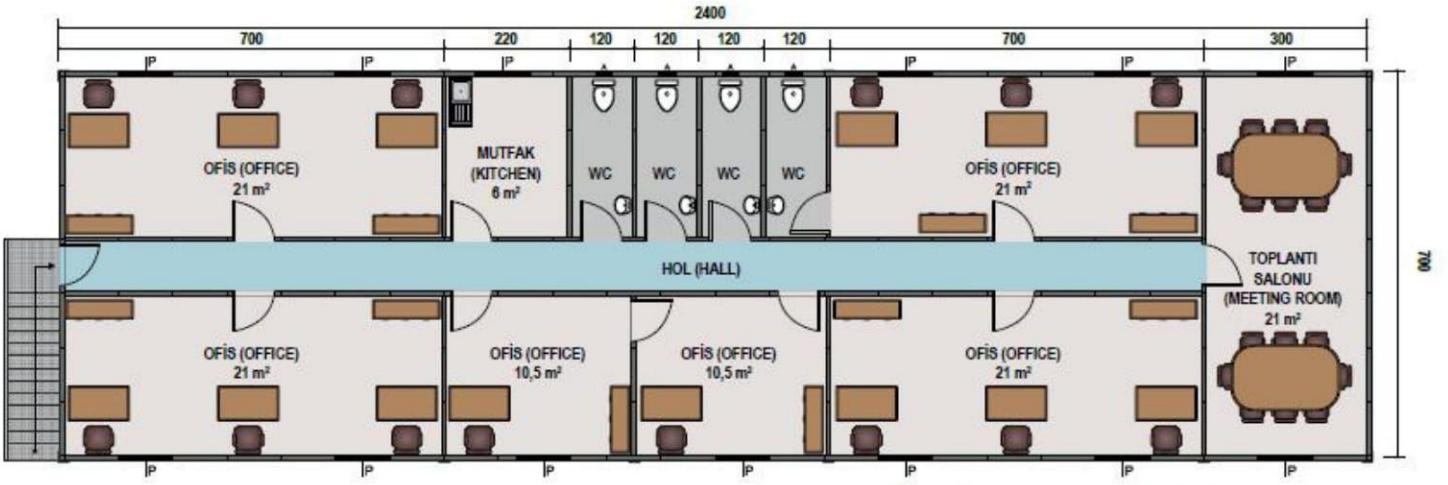 2400
700
220
120
120
120
120
700
300
P
P
P
P
P
P
OFİS (OFFICE)
21 m²
MUTFAK
(KITCHEN)
6 m²
WC
WC
WC
WC
OFİS (OFFICE)
21 m²
HOL (HALL)
TOPLANTI
SALONU
(MEETING ROOM)
21 m²
700
OFİS (OFFICE)
21 m²
OFİS (OFFICE)
10,5 m²
OFİS (OFFICE)
10,5 m²
OFİS (OFFICE)
21 m²
P
P
P
P
P
P
P